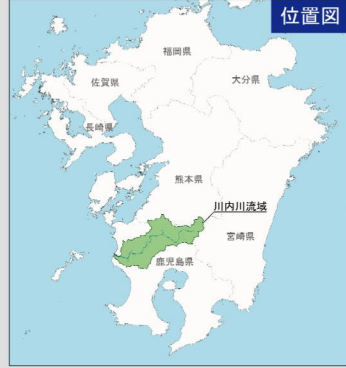 位置図
福岡県
佐賀県
大分県
長崎県
熊本県
川内川流域
宮崎県
鹿児島県